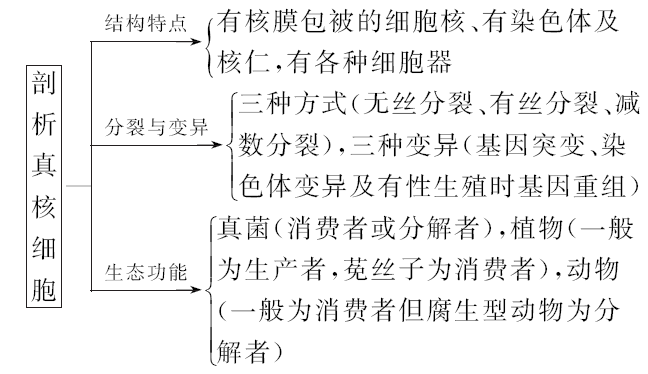 剖析真核细胞
结构特点
有核膜包被的细胞核、有染色体及
核仁,有各种细胞器
分裂与变异
三种方式(无丝分裂、有丝分裂、减
数分裂),三种变异(基因突变、染
色体变异及有性生殖时基因重组)
生态功能
真菌(消费者或分解者),植物(一般
为生产者,菟丝子为消费者),动物
(一般为消费者但腐生型动物为分
解者)